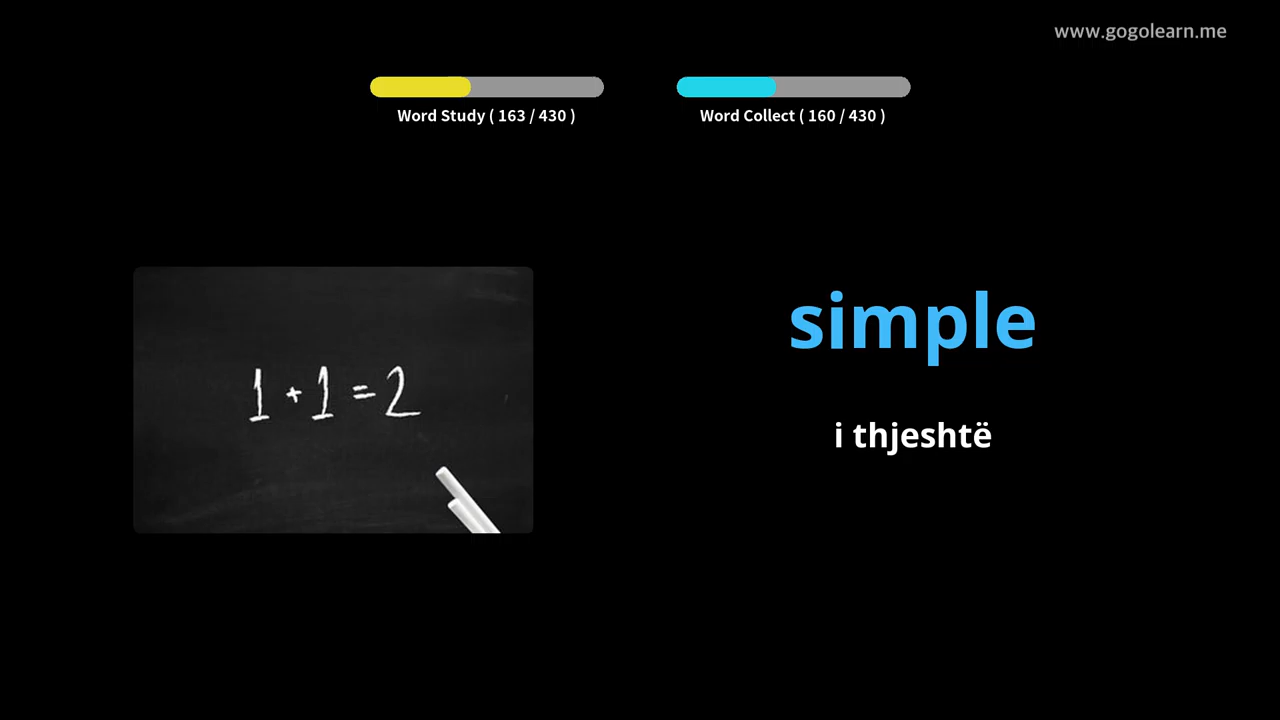 www.gogolearn.me
Word Study ( 163 / 430 )
Word Collect ( 160 / 430 )
1 + 1 = 2
simple
i thjeshtë